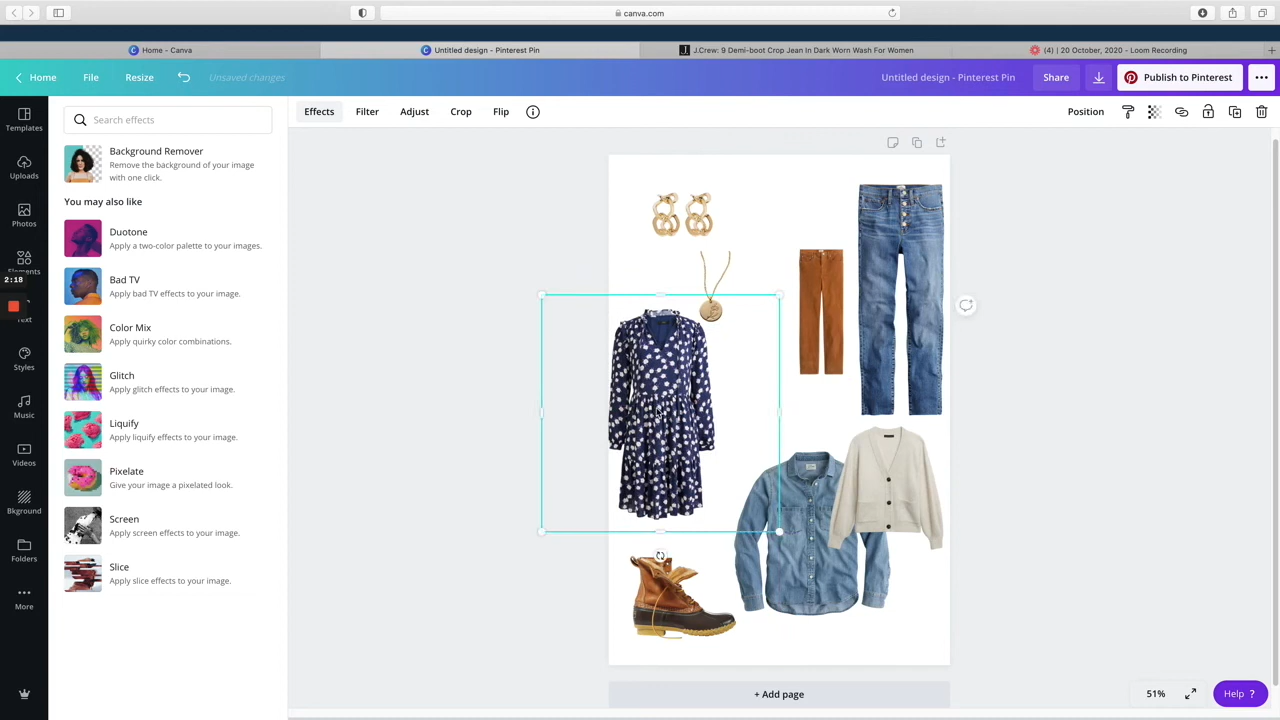 canva.com
Home - Canva
Untitled design - Pinterest Pin
J.Crew: 9 Demi-boot Crop Jean In Dark Worn Wash For Women
(4) | 20 October, 2020 - Loom Recording
Home
File
Resize
Unsaved changes
Untitled design - Pinterest Pin
Share
Publish to Pinterest
Effects
Filter
Adjust
Crop
Flip
Position
Templates
Uploads
Photos
Elements
2:18
Text
Styles
Music
Videos
Bkground
Folders
More
Search effects
Background Remover
Remove the background of your image
with one click.
You may also like
Duotone
Apply a two-color palette to your images.
Bad TV
Apply bad TV effects to your image.
Color Mix
Apply quirky color combinations.
Glitch
Apply glitch effects to your image.
Liquify
Apply liquify effects to your image.
Pixelate
Give your image a pixelated look.
Screen
Apply screen effects to your image.
Slice
Apply slice effects to your image.
+ Add page
51%
Help ?